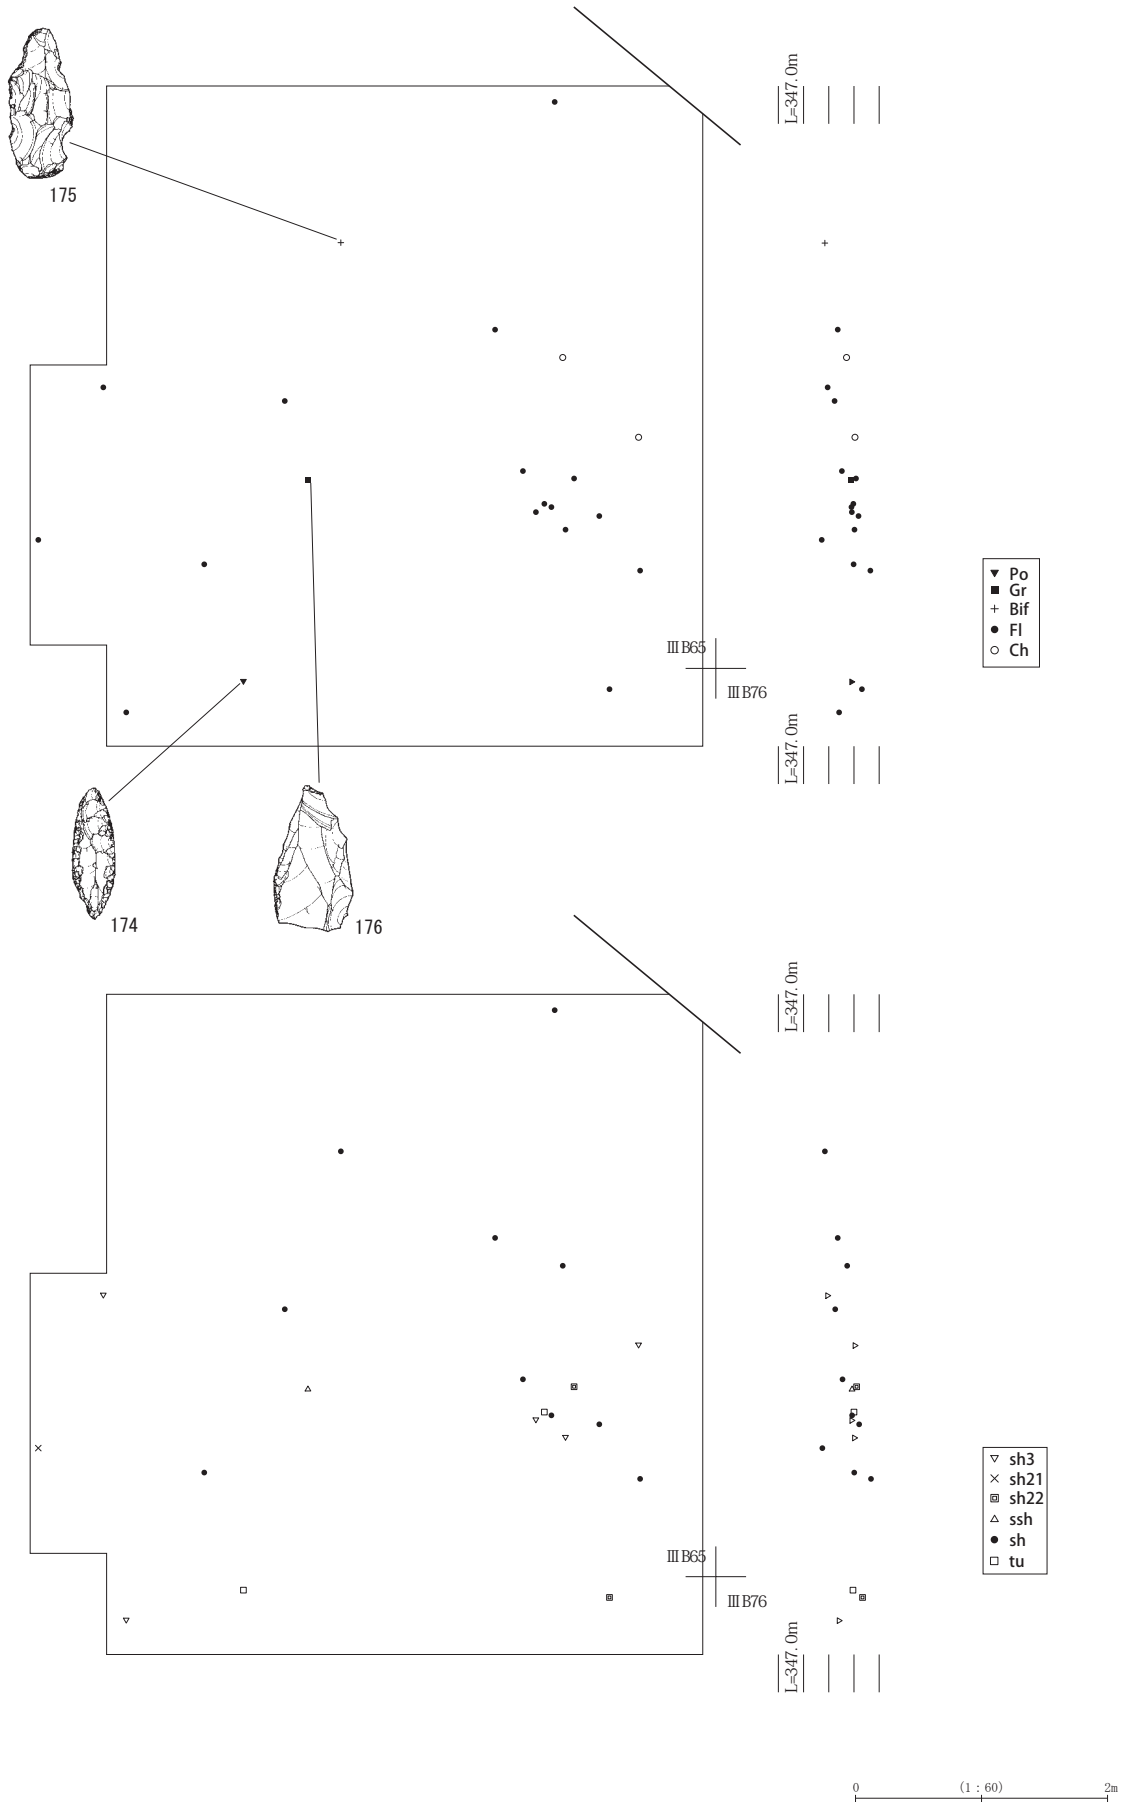 L=347.0m
175
Po
Gr
Bif
Fl
Ch
ⅢB65
ⅢB76
L=347.0m
174
176
L=347.0m
sh3
sh21
sh22
ssh
sh
tu
ⅢB65
ⅢB76
L=347.0m
0 (1:60) 2m